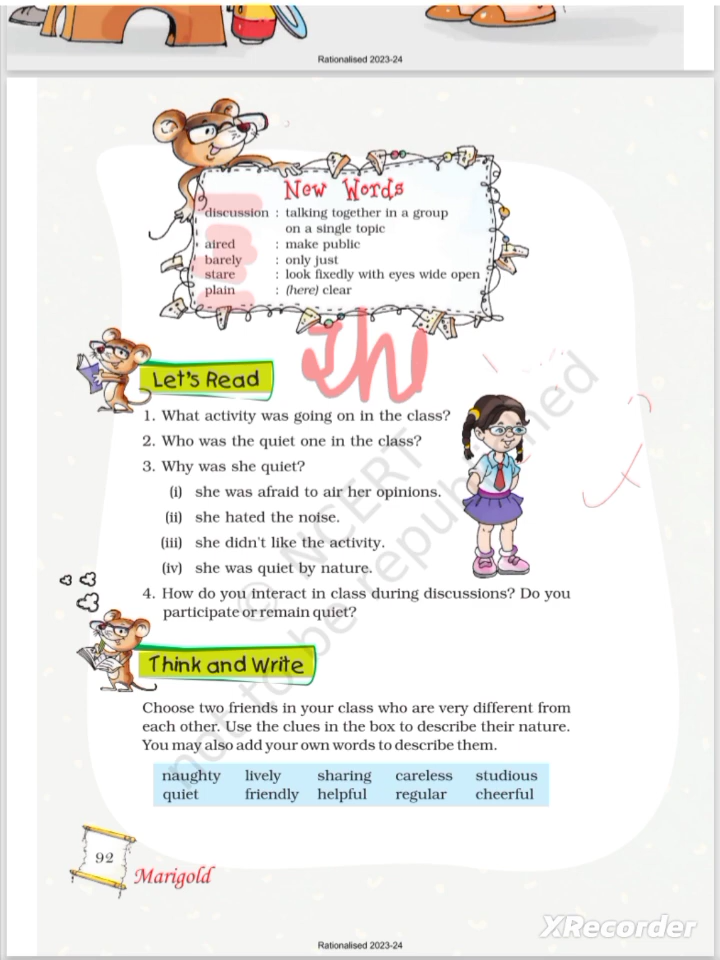 Rationalised 2023-24
New Words
discussion : talking together in a group
on a single topic
aired : make public
barely : only just
stare : look fixedly with eyes wide open
plain : (here) clear
Let's Read
1. What activity was going on in the class?
2. Who was the quiet one in the class?
3. Why was she quiet?
(i) she was afraid to air her opinions.
(ii) she hated the noise.
(iii) she didn't like the activity.
(iv) she was quiet by nature.
4. How do you interact in class during discussions? Do you
participate or remain quiet?
Think and Write
Choose two friends in your class who are very different from
each other. Use the clues in the box to describe their nature.
You may also add your own words to describe them.
naughty lively sharing careless studious
quiet friendly helpful regular cheerful
92
Marigold
© NCERT
not to be republished
XRecorder
Rationalised 2023-24